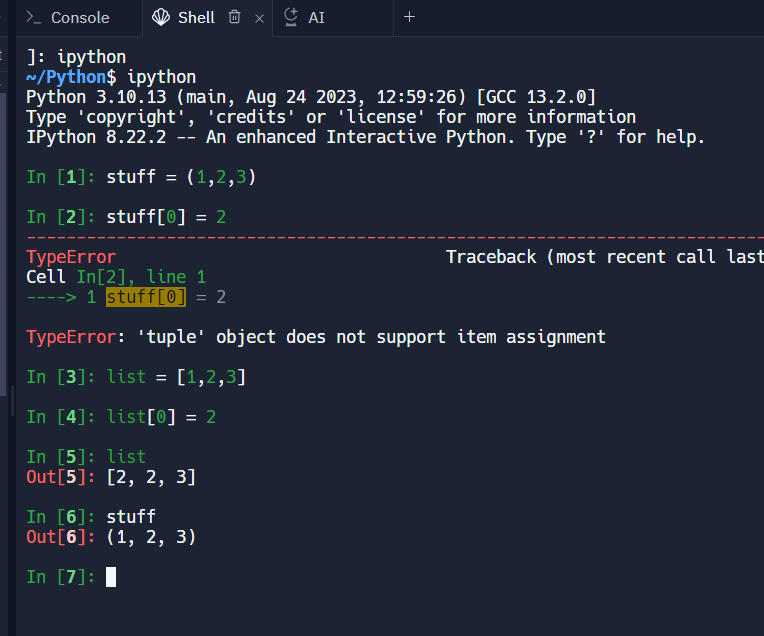 Console Shell AI
]: ipython
~/Python$ ipython
Python 3.10.13 (main, Aug 24 2023, 12:59:26) [GCC 13.2.0]
Type 'copyright', 'credits' or 'license' for more information
IPython 8.22.2 -- An enhanced Interactive Python. Type '?' for help.
In [1]: stuff = (1,2,3)
In [2]: stuff[0] = 2
---------------------------------------------------------------------------
TypeError Traceback (most recent call last
Cell In[2], line 1
----> 1 stuff[0] = 2
TypeError: 'tuple' object does not support item assignment
In [3]: list = [1,2,3]
In [4]: list[0] = 2
In [5]: list
Out[5]: [2, 2, 3]
In [6]: stuff
Out[6]: (1, 2, 3)
In [7]: